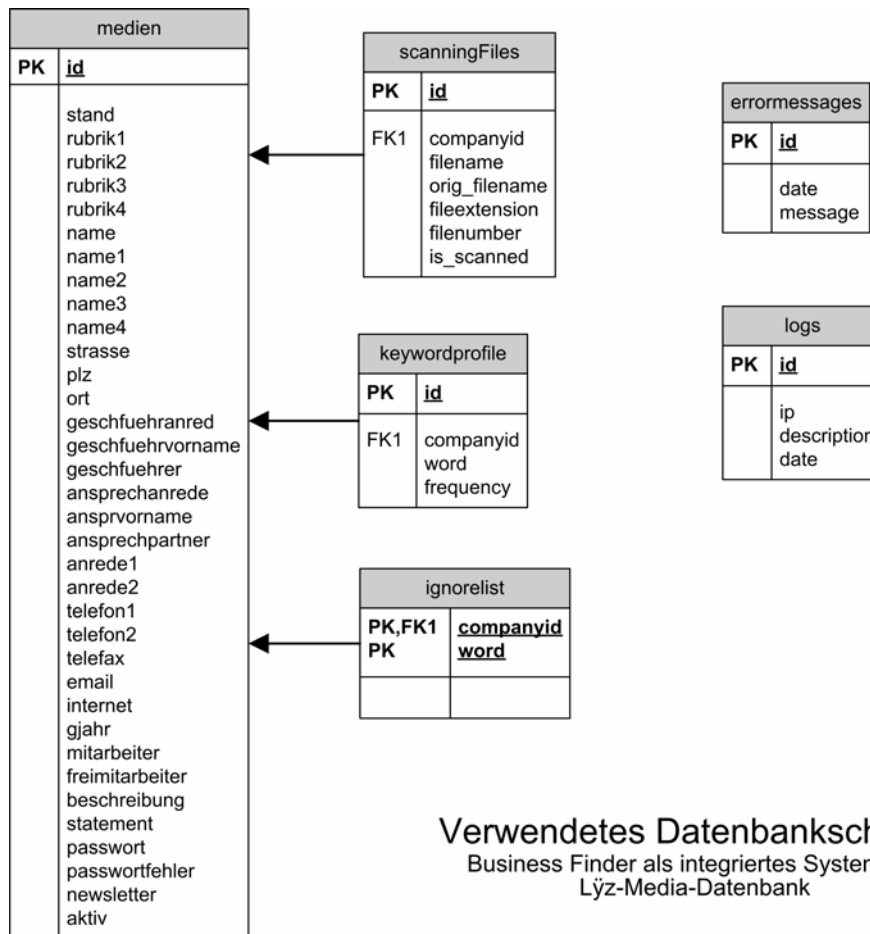 medien
PK id
stand
rubrik1
rubrik2
rubrik3
rubrik4
name
name1
name2
name3
name4
strasse
plz
ort
geschfuehranred
geschfuehrvorname
geschfuehrer
ansprechanrede
ansprvorname
ansprechpartner
anrede1
anrede2
telefon1
telefon2
telefax
email
internet
gjahr
mitarbeiter
freimitarbeiter
beschreibung
statement
passwort
passwortfehler
newsletter
aktiv
scanningFiles
PK id
FK1 companyid
filename
orig_filename
fileextension
filenumber
is_scanned
keywordprofile
PK id
FK1 companyid
word
frequency
ignorelist
PK,FK1 companyid
PK word
errormessages
PK id
date
message
logs
PK id
ip
description
date
Verwendetes Datenbanksch
Business Finder als integriertes System
Lÿz-Media-Datenbank